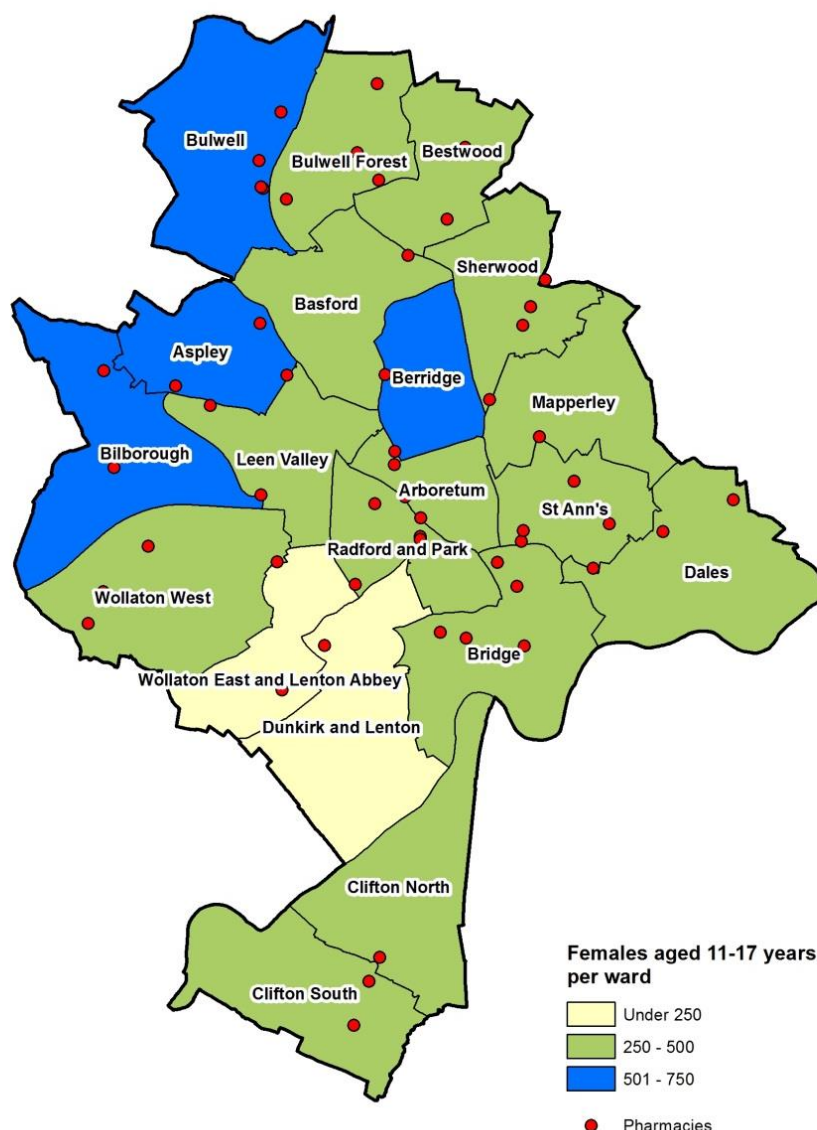 Bulwell
Bulwell Forest
Bestwood
Sherwood
Basford
Aspley
Berridge
Mapperley
Bilborough
Leen Valley
Arboretum
St Ann's
Radford and Park
Dales
Wollaton West
Bridge
Wollaton East and Lenton Abbey
Dunkirk and Lenton
Clifton North
Clifton South
Females aged 11-17 years
per ward
Under 250
250 - 500
501 - 750
Pharmacies